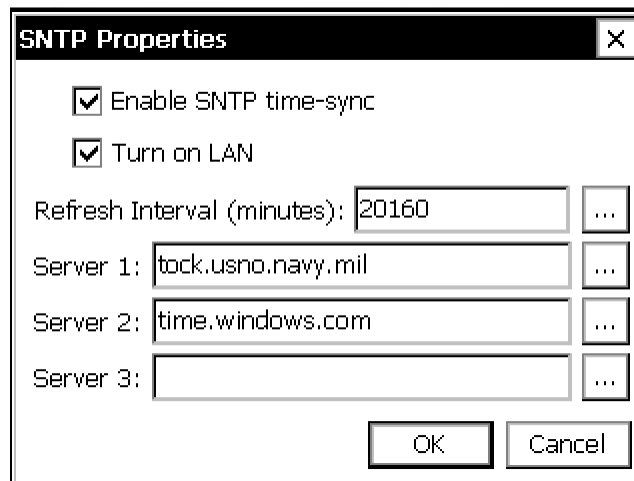 SNTP Properties
Enable SNTP time-sync
Turn on LAN
Refresh Interval (minutes): 20160 ...
Server 1: tock.usno.navy.mil ...
Server 2: time.windows.com ...
Server 3: ...
OK Cancel